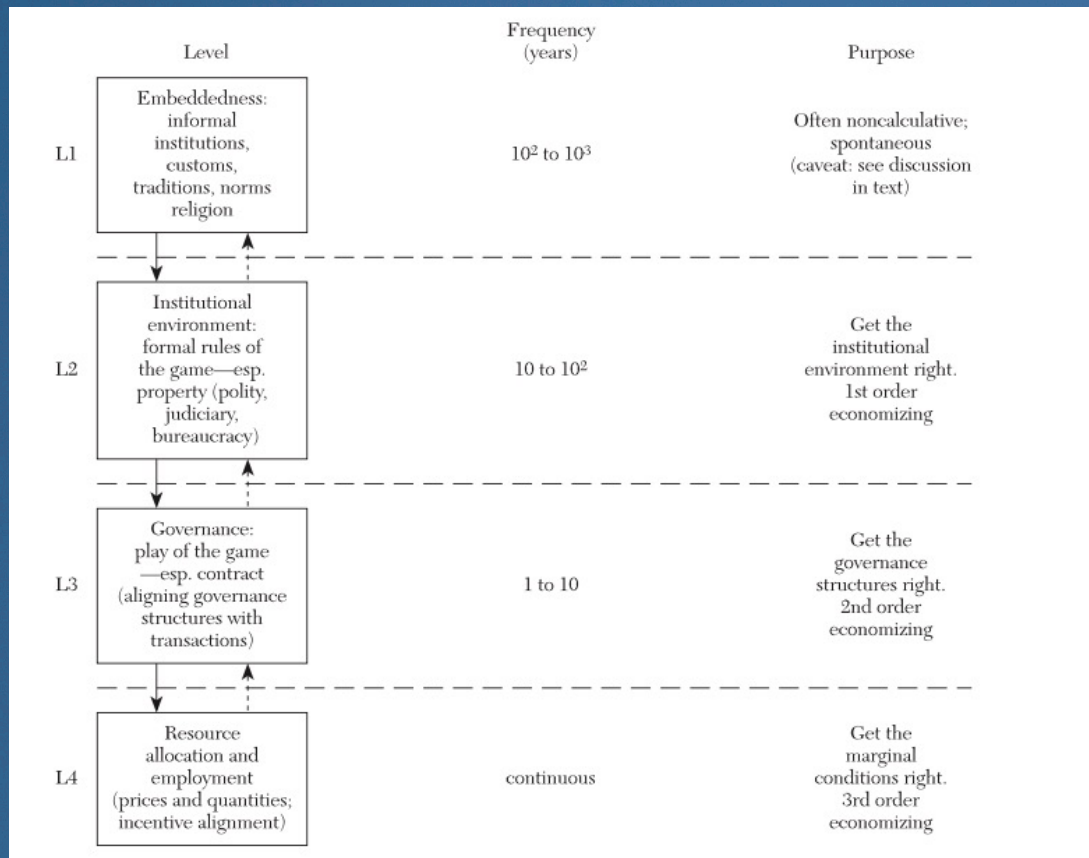 Level
Frequency
(years)
Purpose
L1
Embeddedness:
informal
institutions,
customs,
traditions, norms
religion
10² to 10³
Often noncalculative;
spontaneous
(caveat: see discussion
in text)
L2
Institutional
environment:
formal rules of
the game—esp.
property (polity,
judiciary,
bureaucracy)
10 to 10²
Get the
institutional
environment right.
1st order
economizing
L3
Governance:
play of the game
—esp. contract
(aligning governance
structures with
transactions)
1 to 10
Get the
governance
structures right.
2nd order
economizing
L4
Resource
allocation and
employment
(prices and quantities;
incentive alignment)
continuous
Get the
marginal
conditions right.
3rd order
economizing